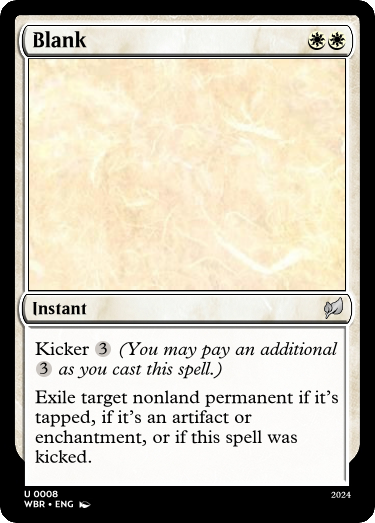 Blank
Instant
Kicker 3 (You may pay an additional
3 as you cast this spell.)
Exile target nonland permanent if it's
tapped, if it's an artifact or
enchantment, or if this spell was
kicked.
U 0008 2024
WBR • ENG